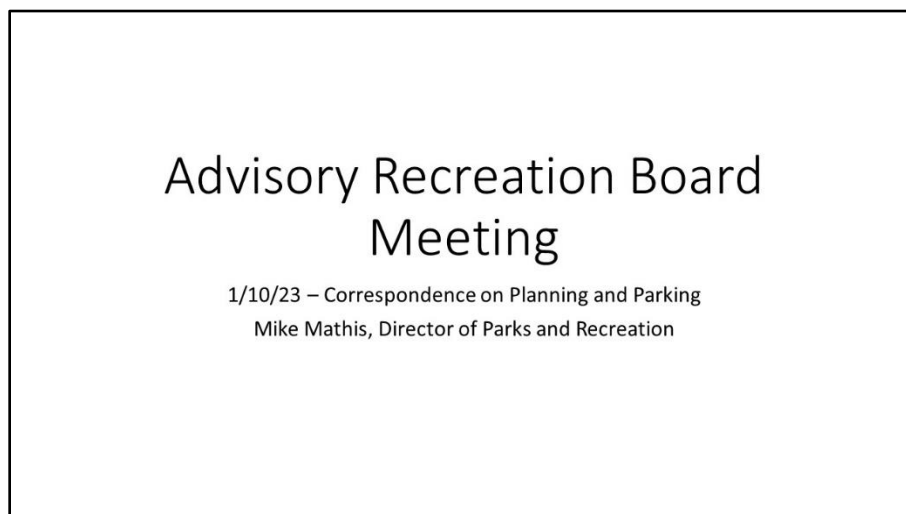 Advisory Recreation Board
Meeting
1/10/23 – Correspondence on Planning and Parking
Mike Mathis, Director of Parks and Recreation